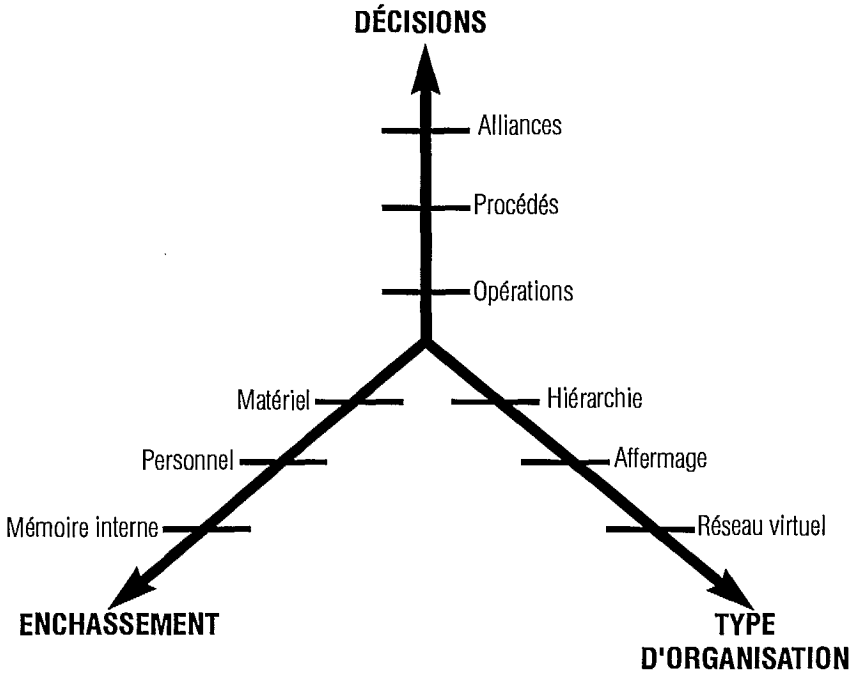 DÉCISIONS
Alliances
Procédés
Opérations
Matériel
Hiérarchie
Personnel
Affermage
Mémoire interne
Réseau virtuel
ENCHASSEMENT
TYPE
D'ORGANISATION